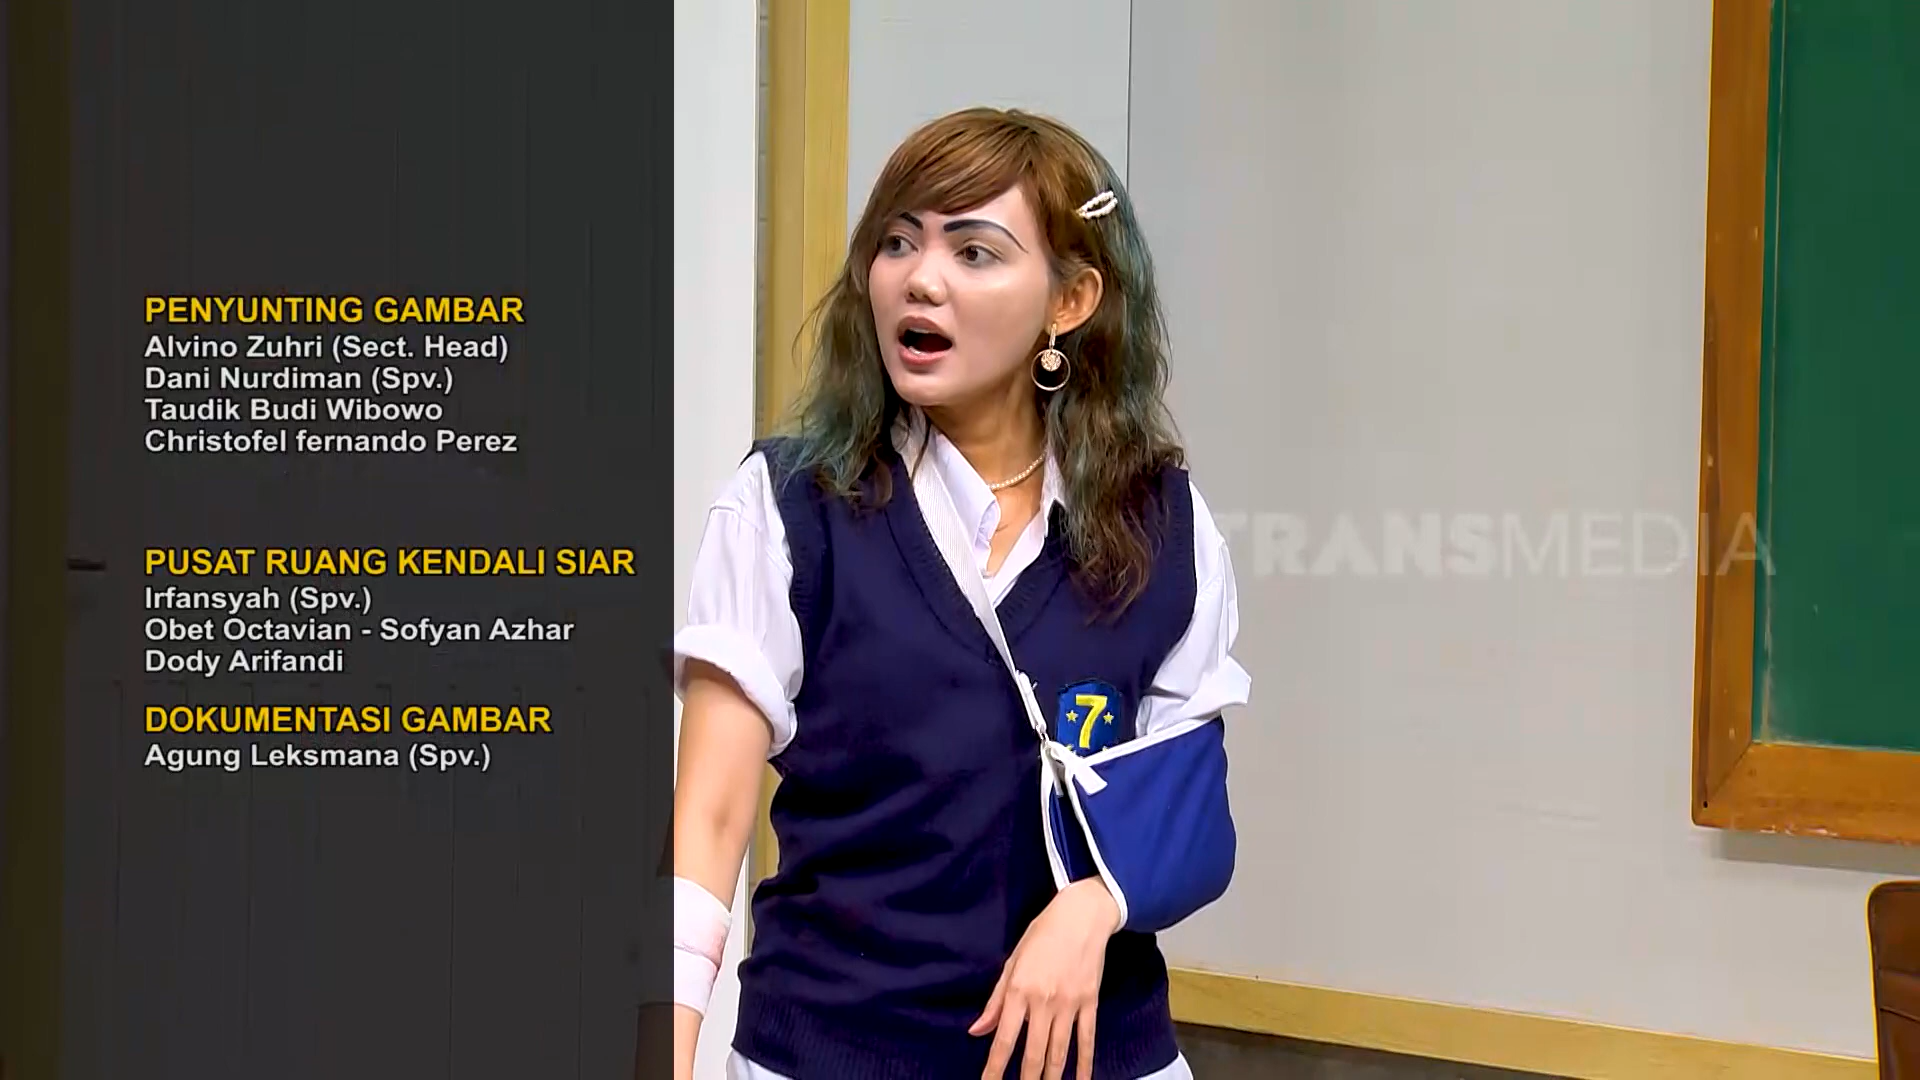 PENYUNTING GAMBAR
Alvino Zuhri (Sect. Head)
Dani Nurdiman (Spv.)
Taudik Budi Wibowo
Christofel fernando Perez
PUSAT RUANG KENDALI SIAR
Irfansyah (Spv.)
Obet Octavian - Sofyan Azhar
Dody Arifandi
DOKUMENTASI GAMBAR
Agung Leksmana (Spv.)
TRANSMEDIA
7